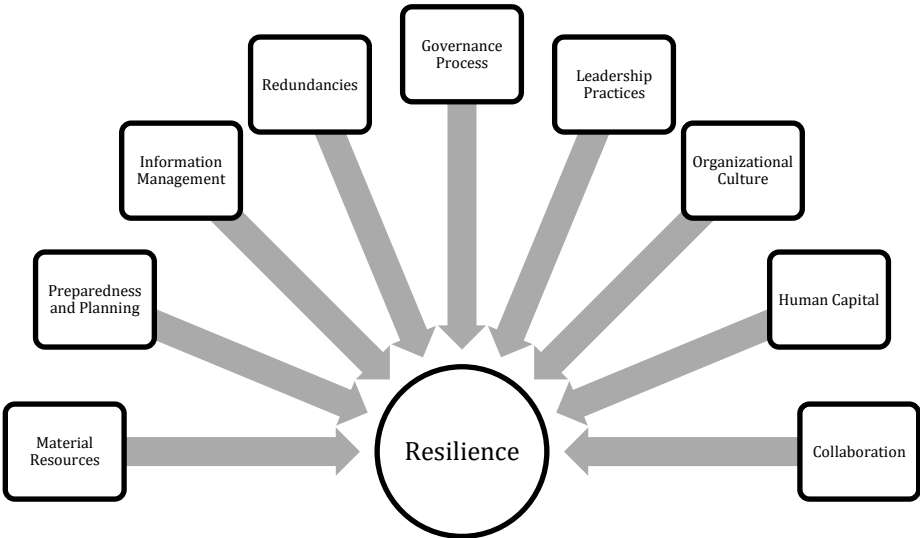 Governance
Process
Redundancies
Leadership
Practices
Information
Management
Organizational
Culture
Preparedness
and Planning
Human Capital
Material
Resources
Resilience
Collaboration